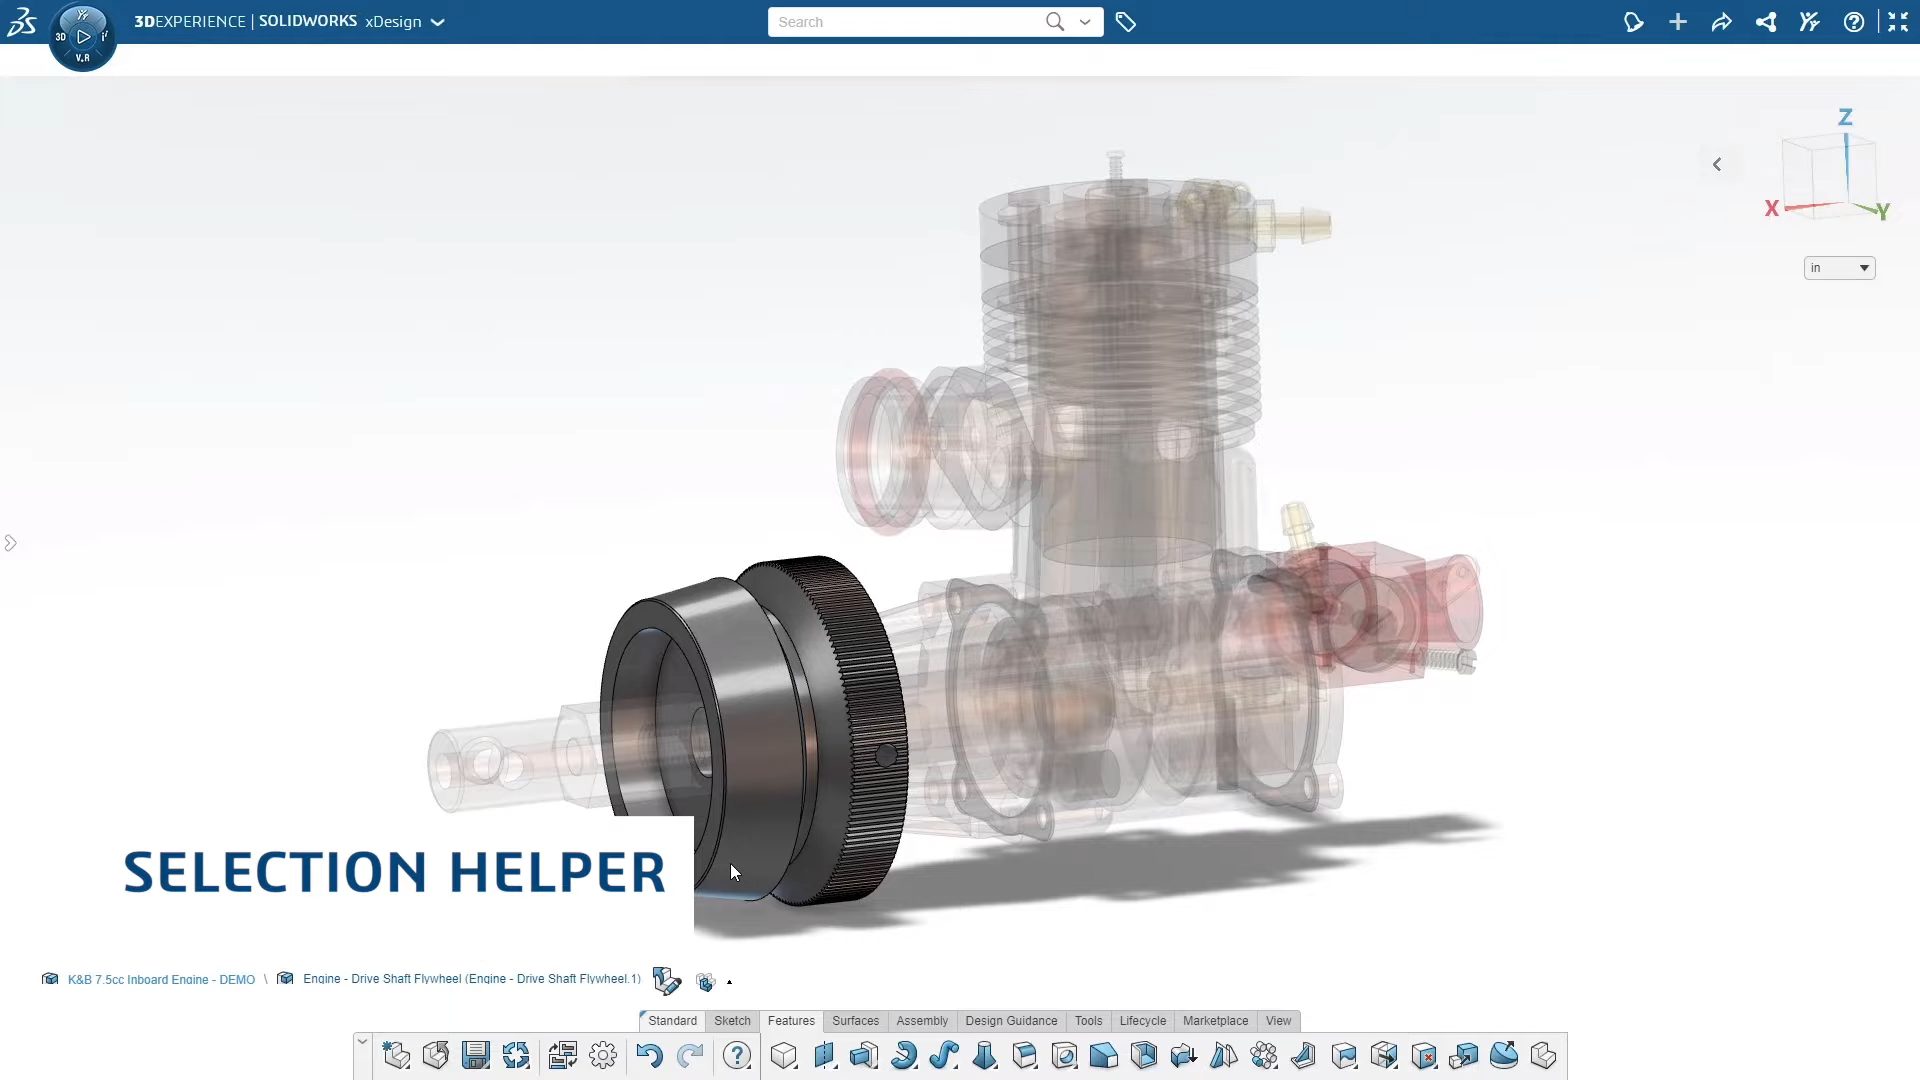 3DEXPERIENCE | SOLIDWORKS xDesign
Search
3D
V.R
Z
X
Y
in
SELECTION HELPER
K&B 7.5cc Inboard Engine - DEMO \ Engine - Drive Shaft Flywheel (Engine - Drive Shaft Flywheel.1)
Standard Sketch Features Surfaces Assembly Design Guidance Tools Lifecycle Marketplace View